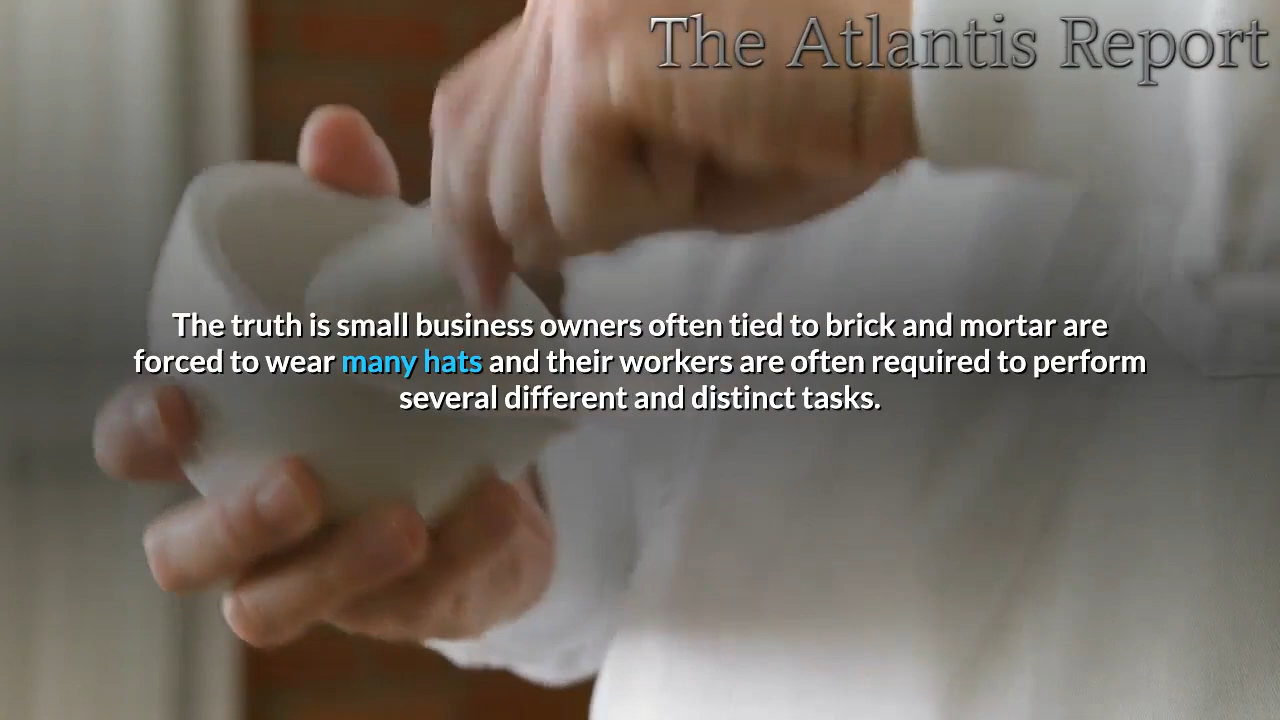 The Atlantis Report
The truth is small business owners often tied to brick and mortar are
forced to wear many hats and their workers are often required to perform
several different and distinct tasks.